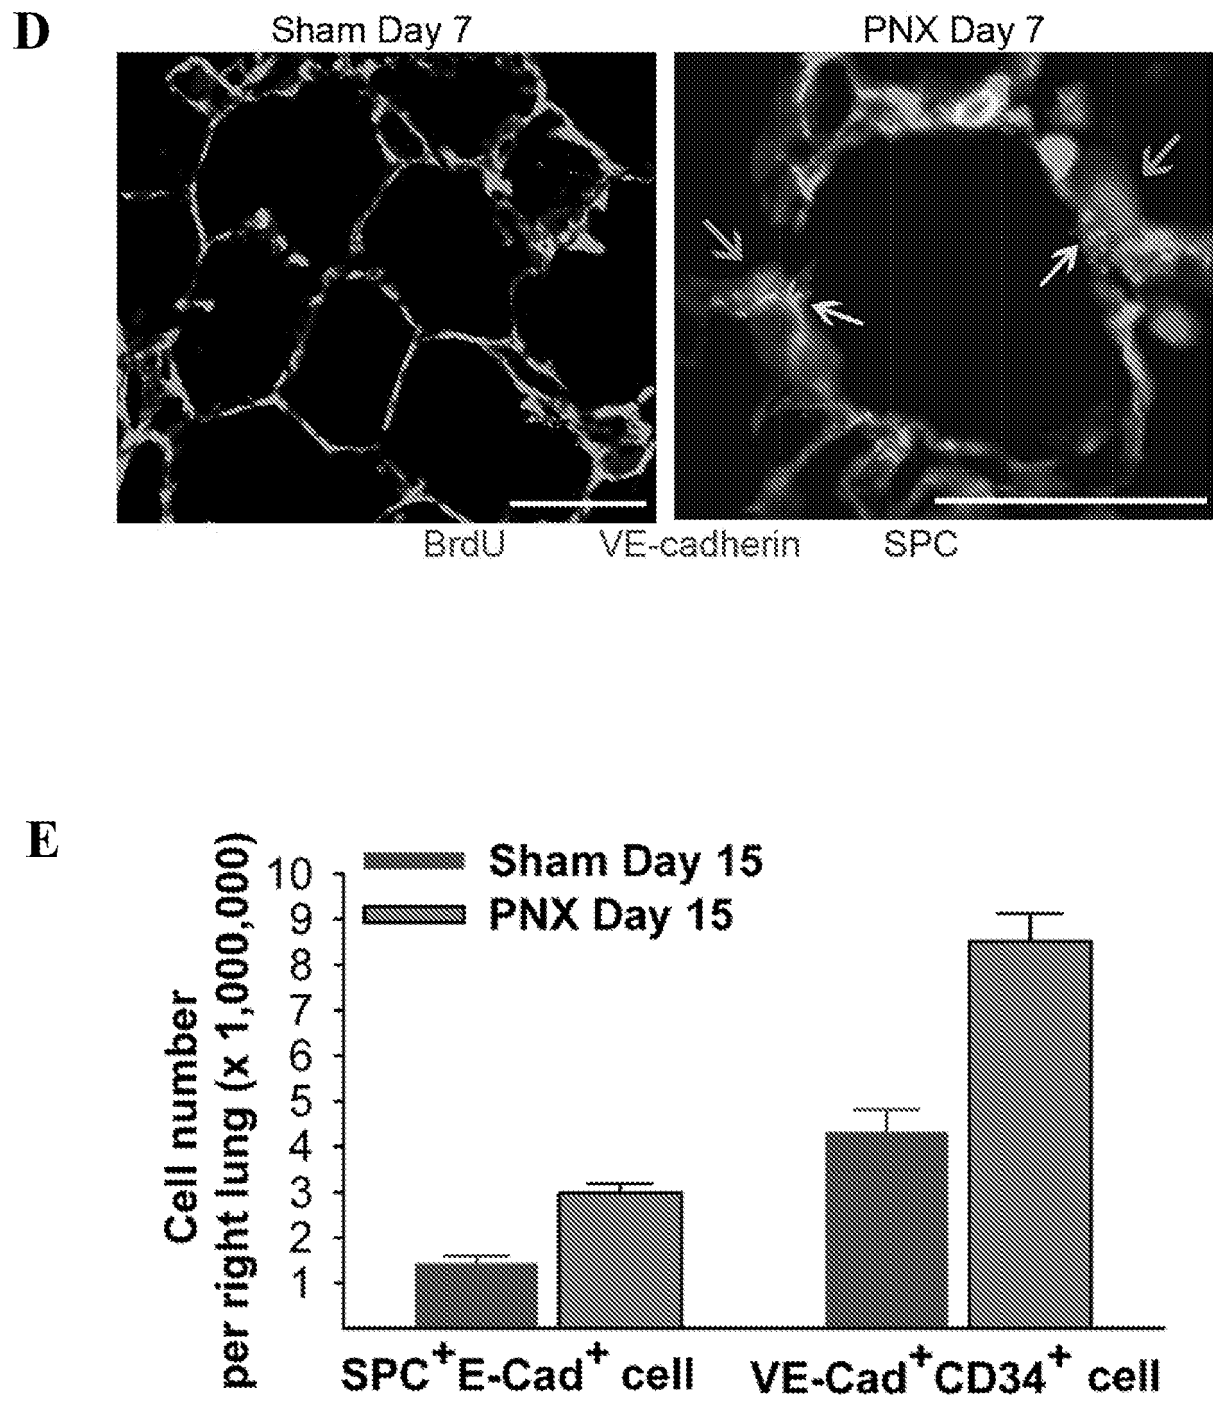 D
Sham Day 7
PNX Day 7
BrdU VE-cadherin SPC
E
Cell number
per right lung (x 1,000,000)
10
9
8
7
6
5
4
3
2
1
Sham Day 15
PNX Day 15
SPC⁺E-Cad⁺ cell
VE-Cad⁺CD34⁺ cell